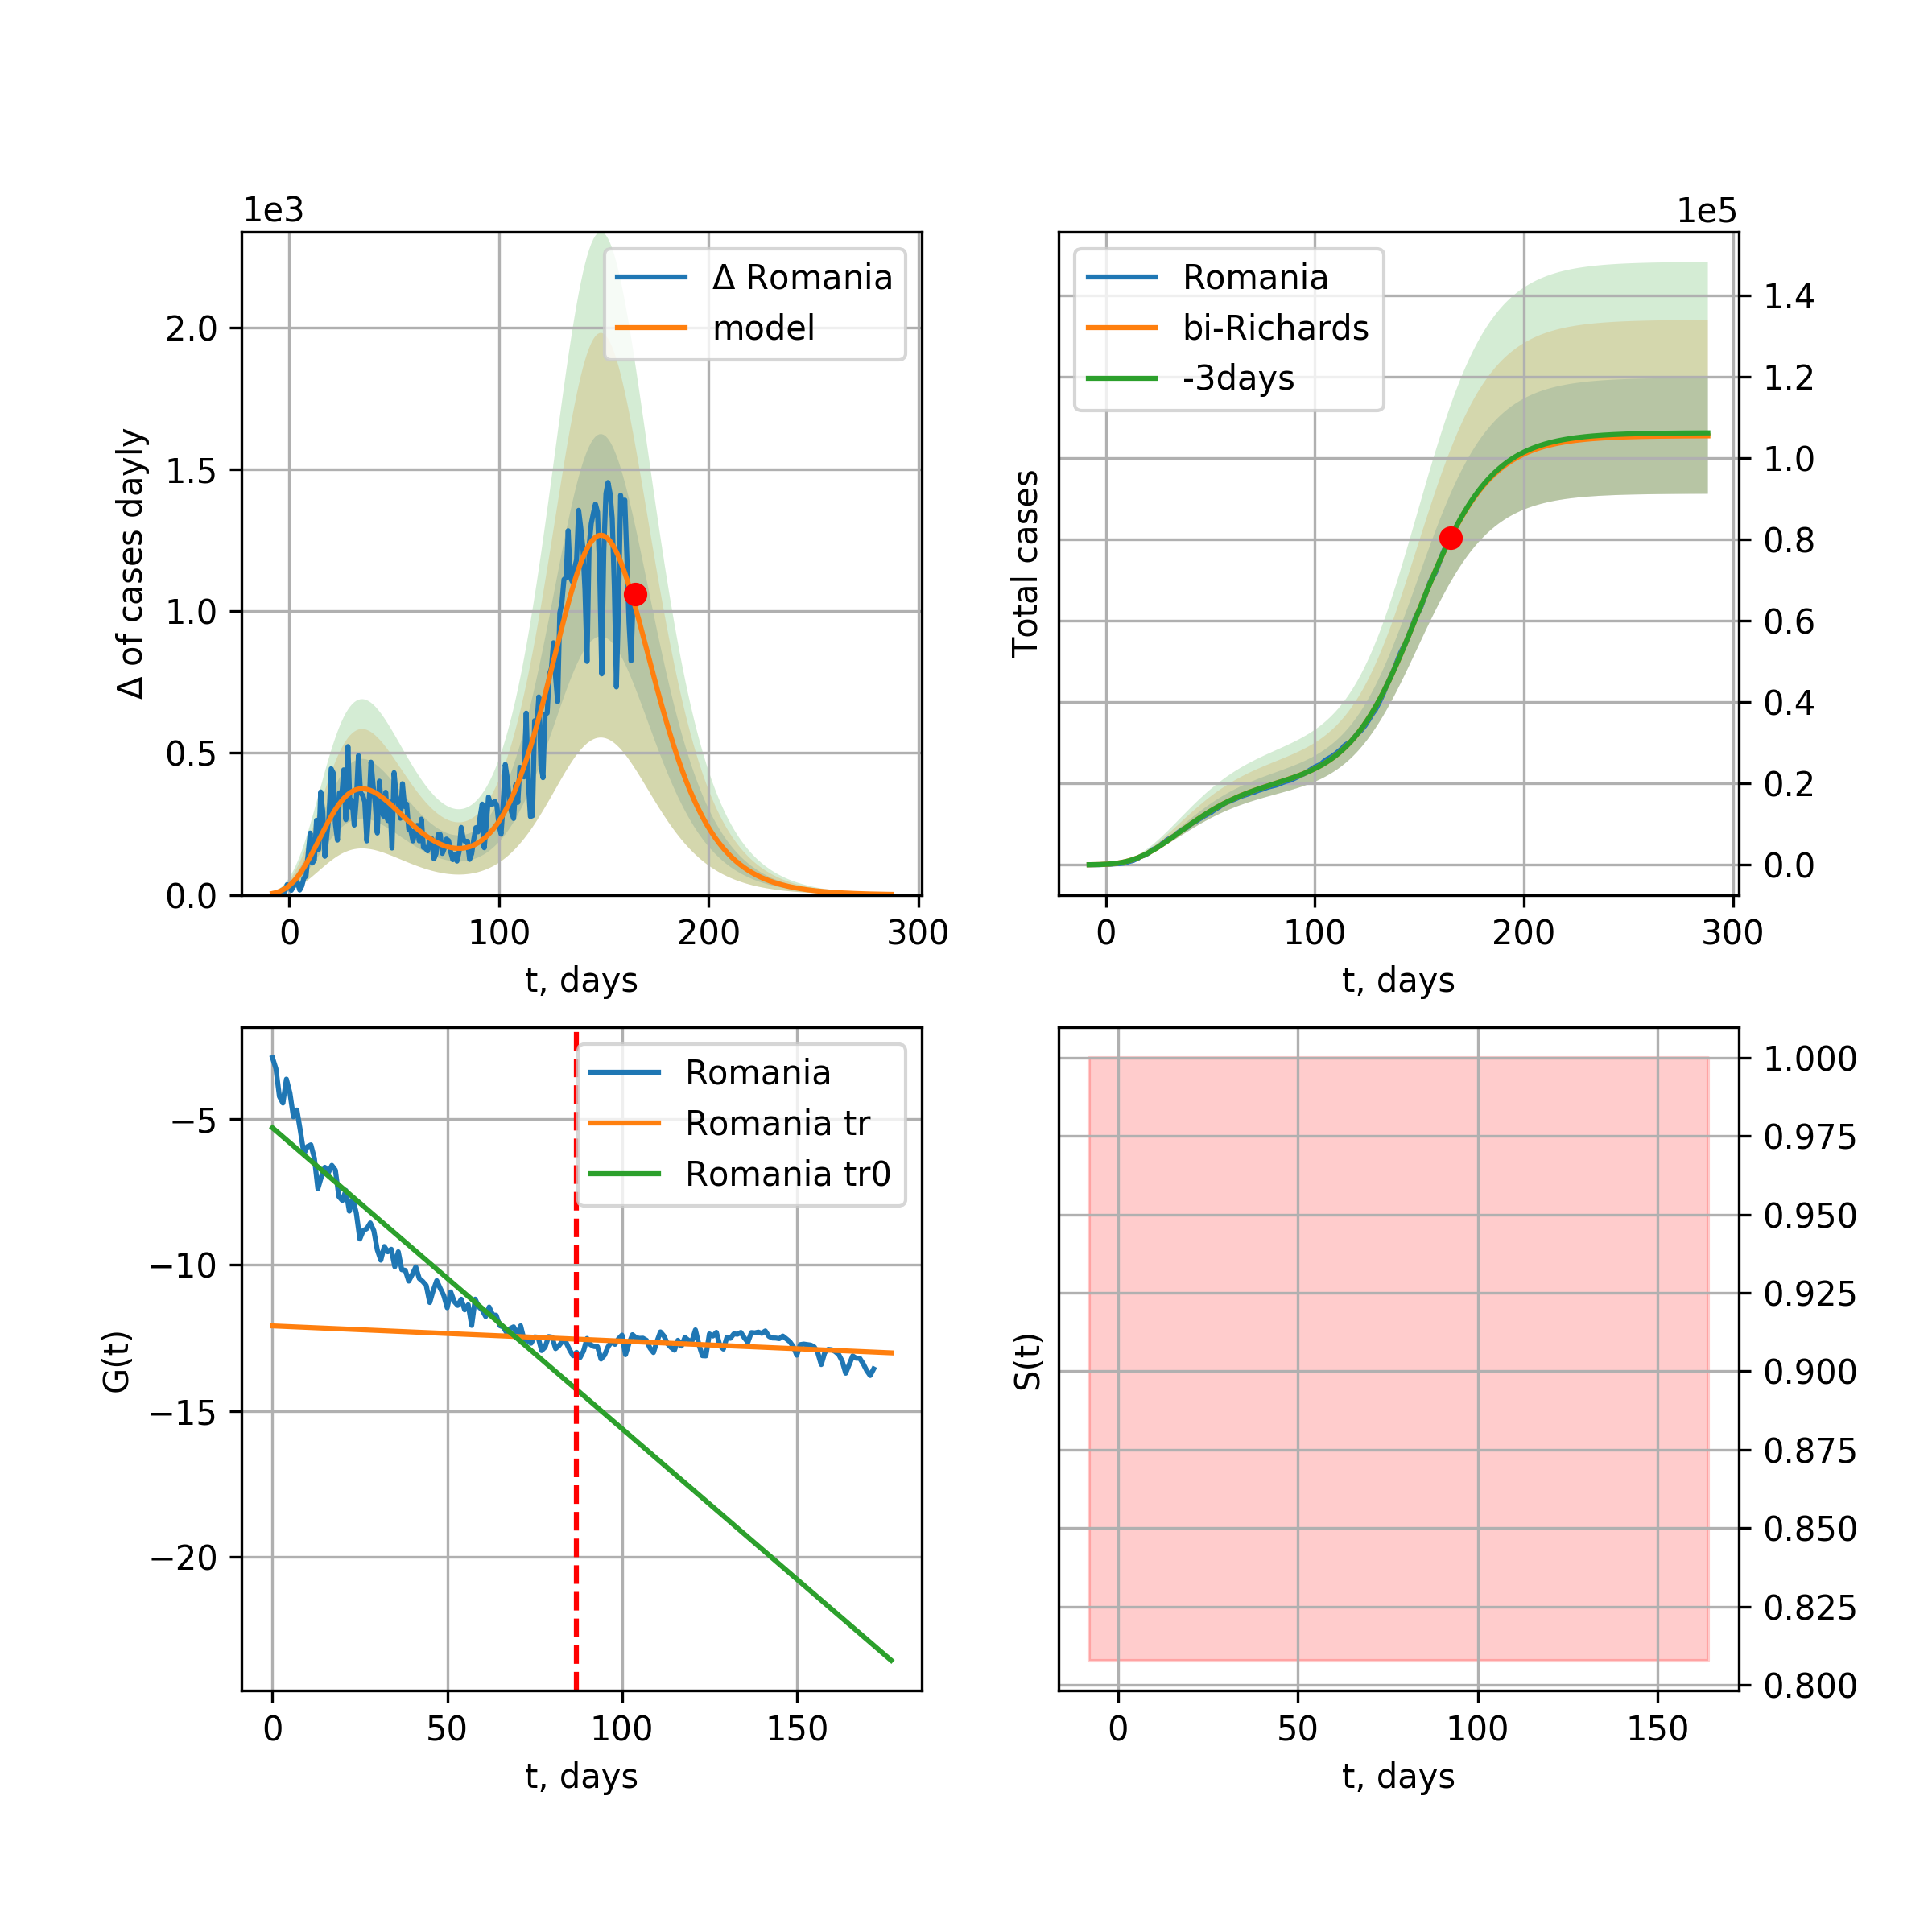 1e3
Δ Romania
model
2.0
1.5
1.0
0.5
0.0
Δ of cases dayly
0 100 200 300
t, days
1e5
Romania
bi-Richards
-3days
1.4
1.2
1.0
0.8
0.6
0.4
0.2
0.0
Total cases
0 100 200 300
t, days
Romania
Romania tr
Romania tr0
−5
−10
−15
−20
G(t)
0 50 100 150
t, days
1.000
0.975
0.950
0.925
0.900
0.875
0.850
0.825
0.800
S(t)
0 50 100 150
t, days